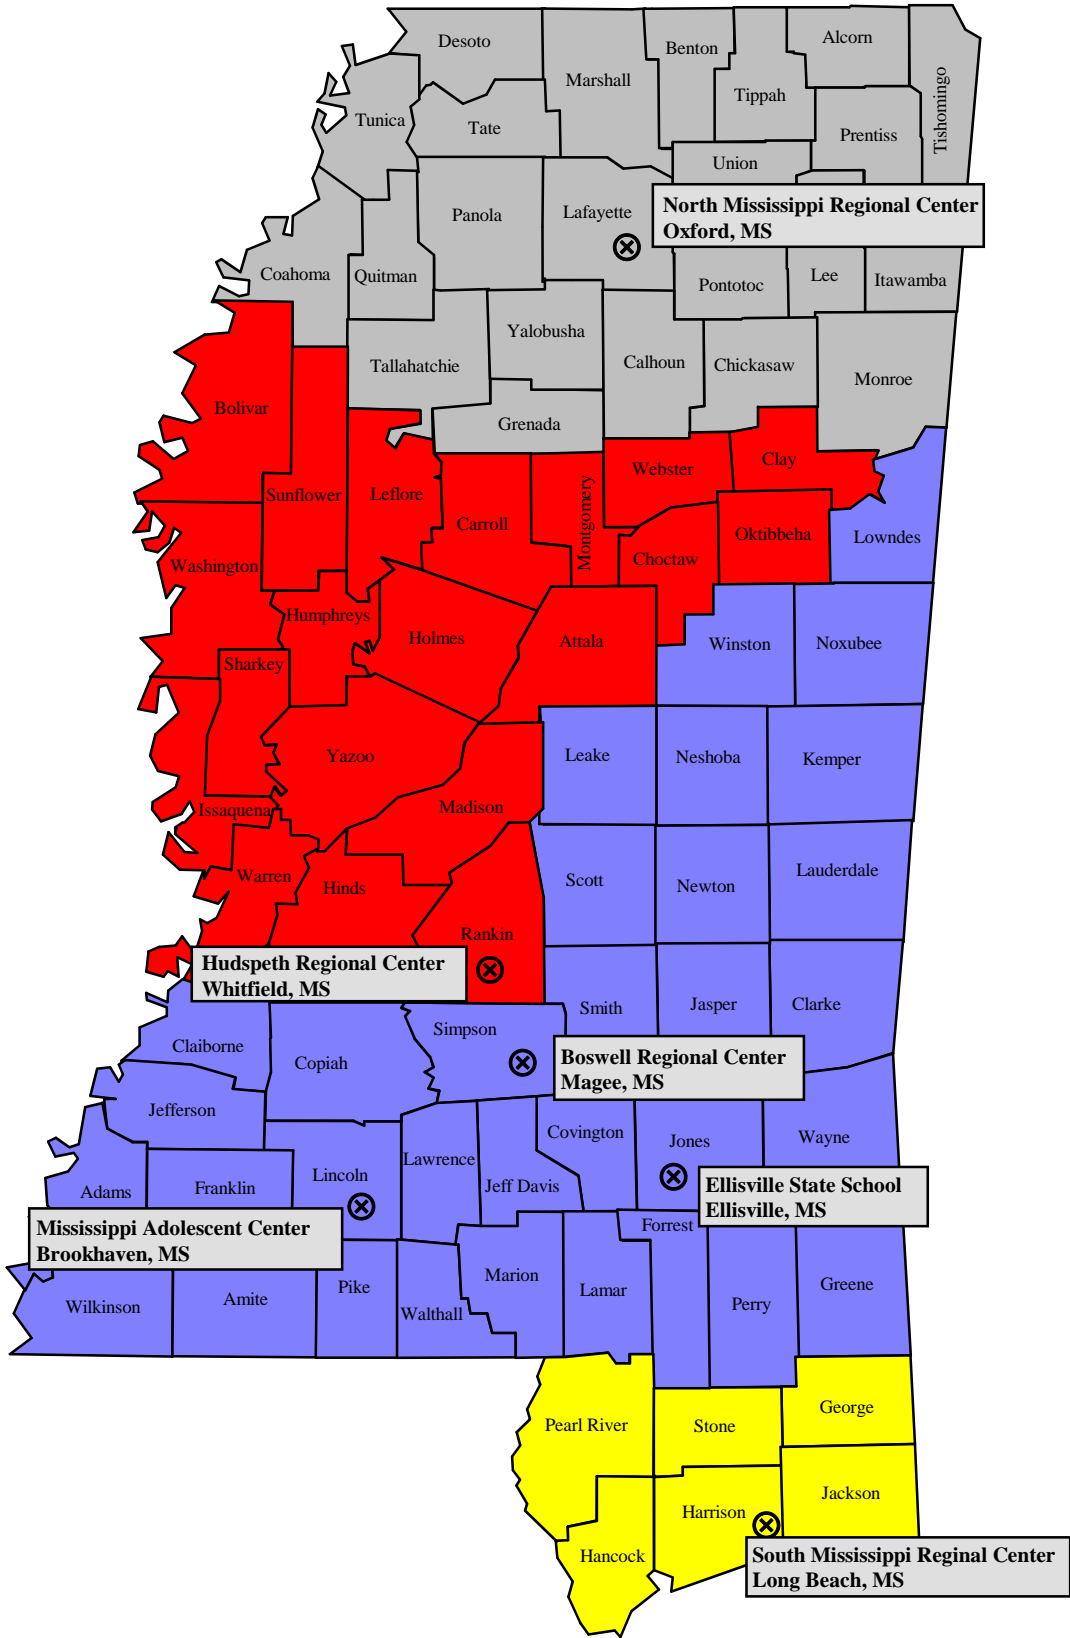 Desoto
Benton
Alcorn
Marshall
Tippah
Tishomingo
Tunica
Tate
Prentiss
Union
Panola
Lafayette
North Mississippi Regional Center
Oxford, MS
Coahoma
Quitman
Pontotoc
Lee
Itawamba
Yalobusha
Tallahatchie
Calhoun
Chickasaw
Monroe
Bolivar
Grenada
Webster
Clay
Sunflower
Leflore
Carroll
Montgomery
Choctaw
Oktibbeha
Lowndes
Washington
Humphreys
Holmes
Attala
Winston
Noxubee
Sharkey
Yazoo
Leake
Neshoba
Kemper
Issaquena
Madison
Warren
Hinds
Scott
Newton
Lauderdale
Rankin
Hudspeth Regional Center
Whitfield, MS
Smith
Jasper
Clarke
Claiborne
Copiah
Simpson
Boswell Regional Center
Magee, MS
Jefferson
Covington
Jones
Wayne
Adams
Franklin
Lincoln
Lawrence
Jeff Davis
Ellisville State School
Ellisville, MS
Mississippi Adolescent Center
Brookhaven, MS
Forrest
Wilkinson
Amite
Pike
Walthall
Marion
Lamar
Perry
Greene
Pearl River
Stone
George
Harrison
Jackson
Hancock
South Mississippi Reginal Center
Long Beach, MS